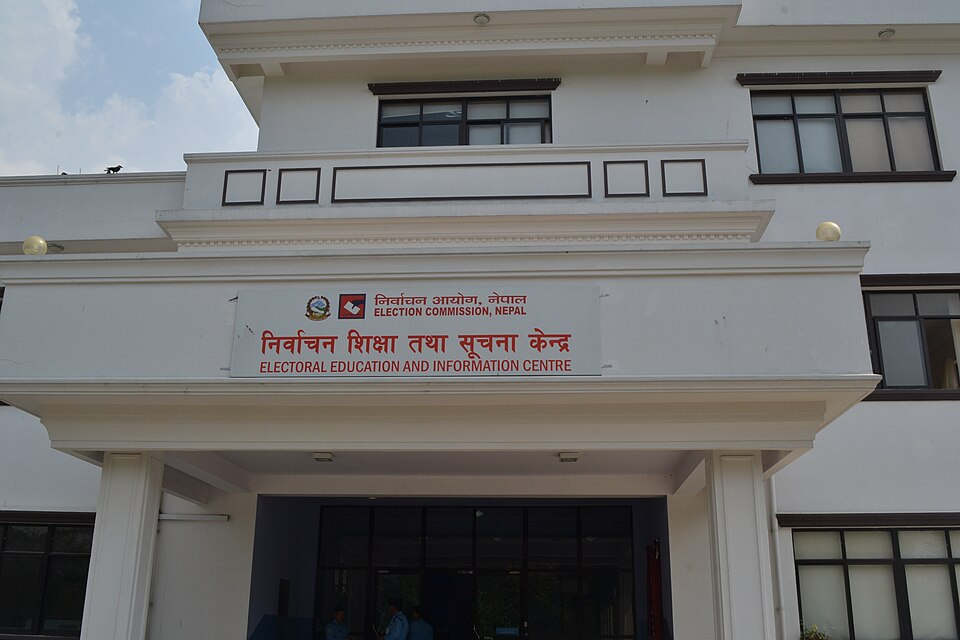 निर्वाचन आयोग, नेपाल
ELECTION COMMISSION, NEPAL
निर्वाचन शिक्षा तथा सूचना केन्द्र
ELECTORAL EDUCATION AND INFORMATION CENTRE